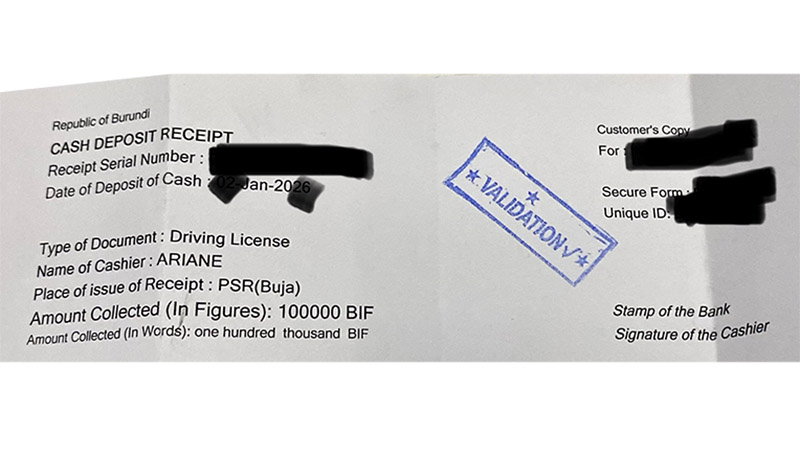 Republic of Burundi
CASH DEPOSIT RECEIPT
Receipt Serial Number :
Date of Deposit of Cash : 02-Jan-2026
Type of Document : Driving License
Name of Cashier : ARIANE
Place of issue of Receipt : PSR(Buja)
Amount Collected (In Figures): 100000 BIF
Amount Collected (In Words): one hundred thousand BIF
VALIDATION
Customer's Copy
For :
Secure Form :
Unique ID:
Stamp of the Bank
Signature of the Cashier